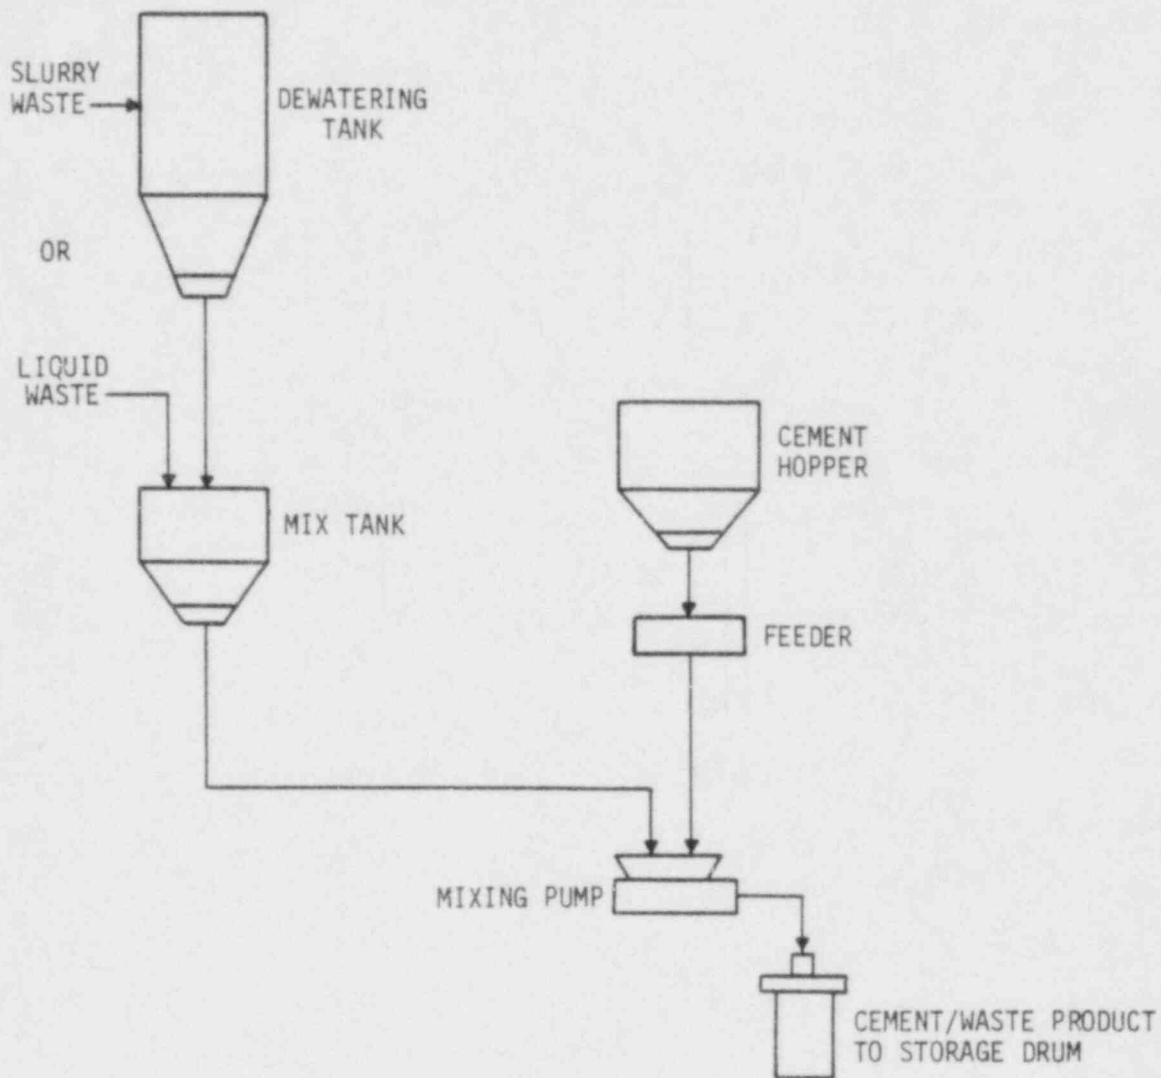 SLURRY
WASTE
DEWATERING
TANK
OR
LIQUID
WASTE
MIX TANK
CEMENT
HOPPER
FEEDER
MIXING PUMP
CEMENT/WASTE PRODUCT
TO STORAGE DRUM